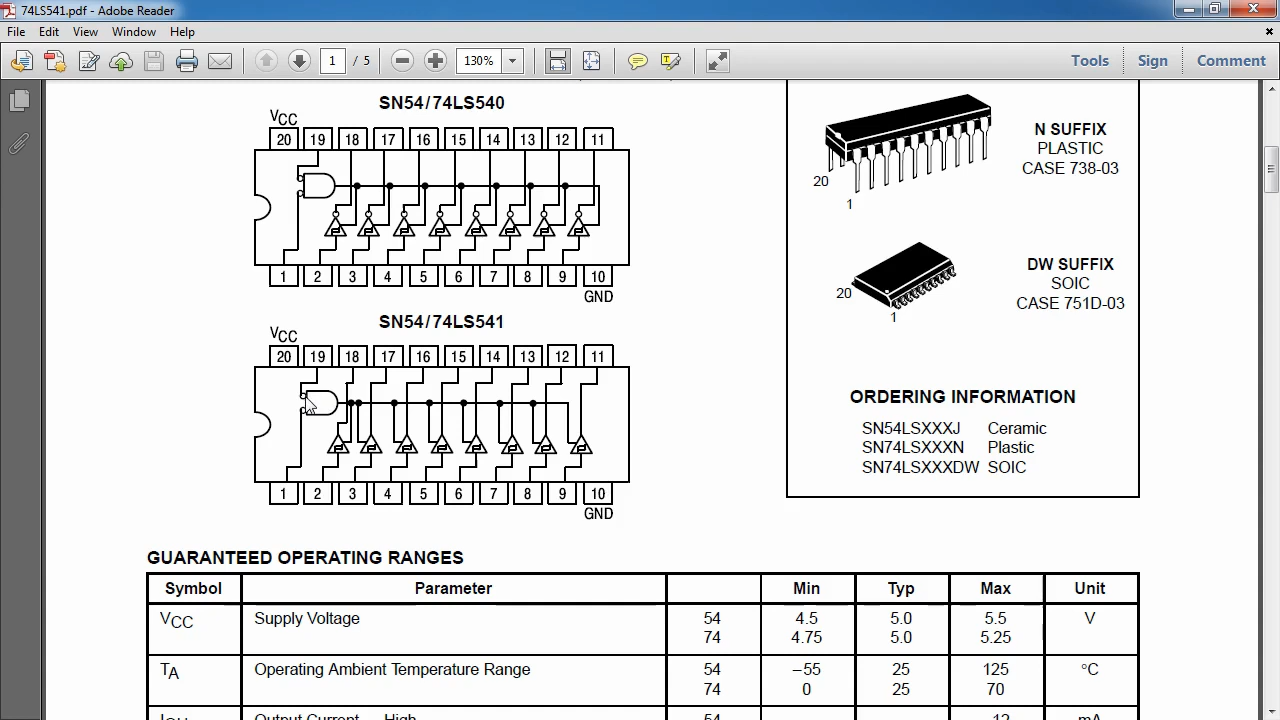 74LS541.pdf - Adobe Reader
File Edit View Window Help
1 / 5 130% Tools Sign Comment
SN54/74LS540
VCC
20 19 18 17 16 15 14 13 12 11
1 2 3 4 5 6 7 8 9 10
GND
SN54/74LS541
VCC
20 19 18 17 16 15 14 13 12 11
1 2 3 4 5 6 7 8 9 10
GND
20
1
N SUFFIX
PLASTIC
CASE 738-03
20
1
DW SUFFIX
SOIC
CASE 751D-03
ORDERING INFORMATION
SN54LSXXXJ Ceramic
SN74LSXXXN Plastic
SN74LSXXXDW SOIC
GUARANTEED OPERATING RANGES
Symbol Parameter Min Typ Max Unit
VCC Supply Voltage 54 4.5 5.0 5.5 V
74 4.75 5.0 5.25
TA Operating Ambient Temperature Range 54 –55 25 125 °C
74 0 25 70
Output Current — High 54 mA